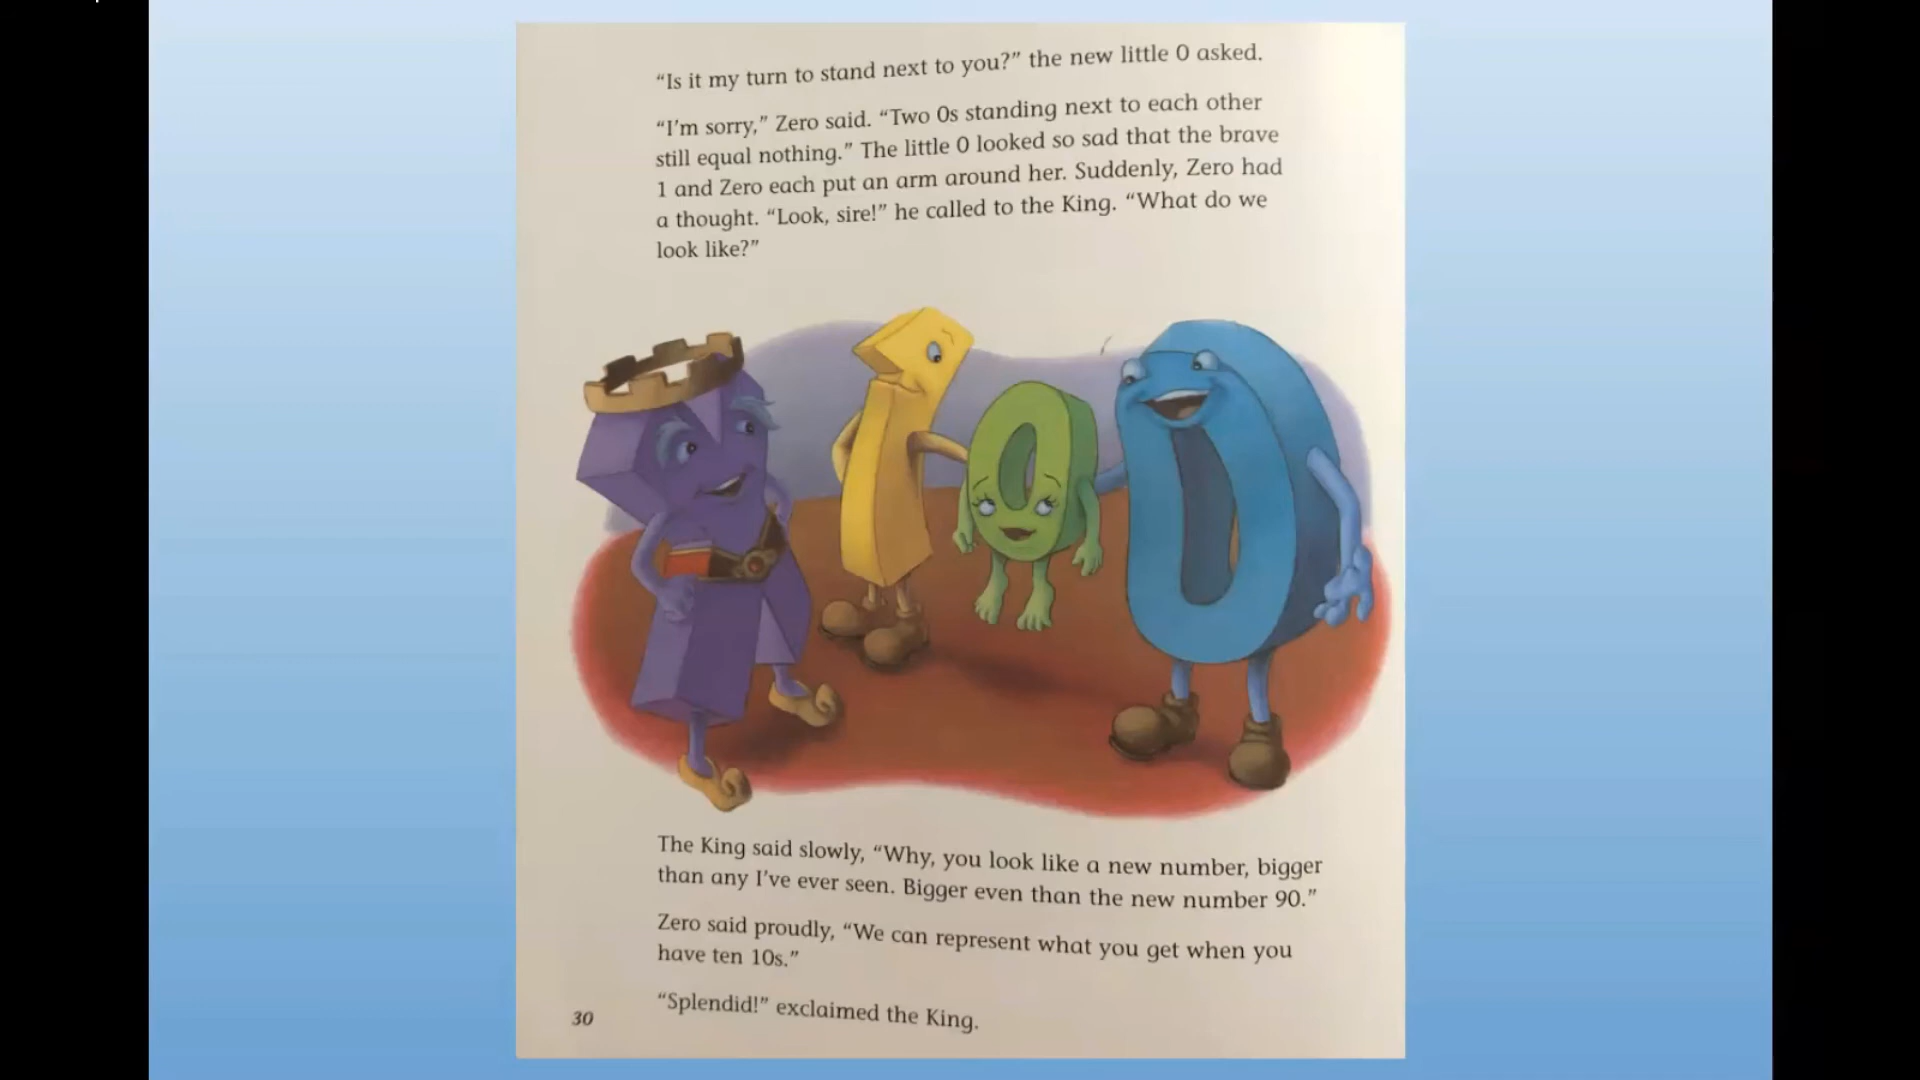 “Is it my turn to stand next to you?” the new little 0 asked.
“I’m sorry,” Zero said. “Two 0s standing next to each other
still equal nothing.” The little 0 looked so sad that the brave
1 and Zero each put an arm around her. Suddenly, Zero had
a thought. “Look, sire!” he called to the King. “What do we
look like?”
The King said slowly, “Why, you look like a new number, bigger
than any I’ve ever seen. Bigger even than the new number 90.”
Zero said proudly, “We can represent what you get when you
have ten 10s.”
“Splendid!” exclaimed the King.
30